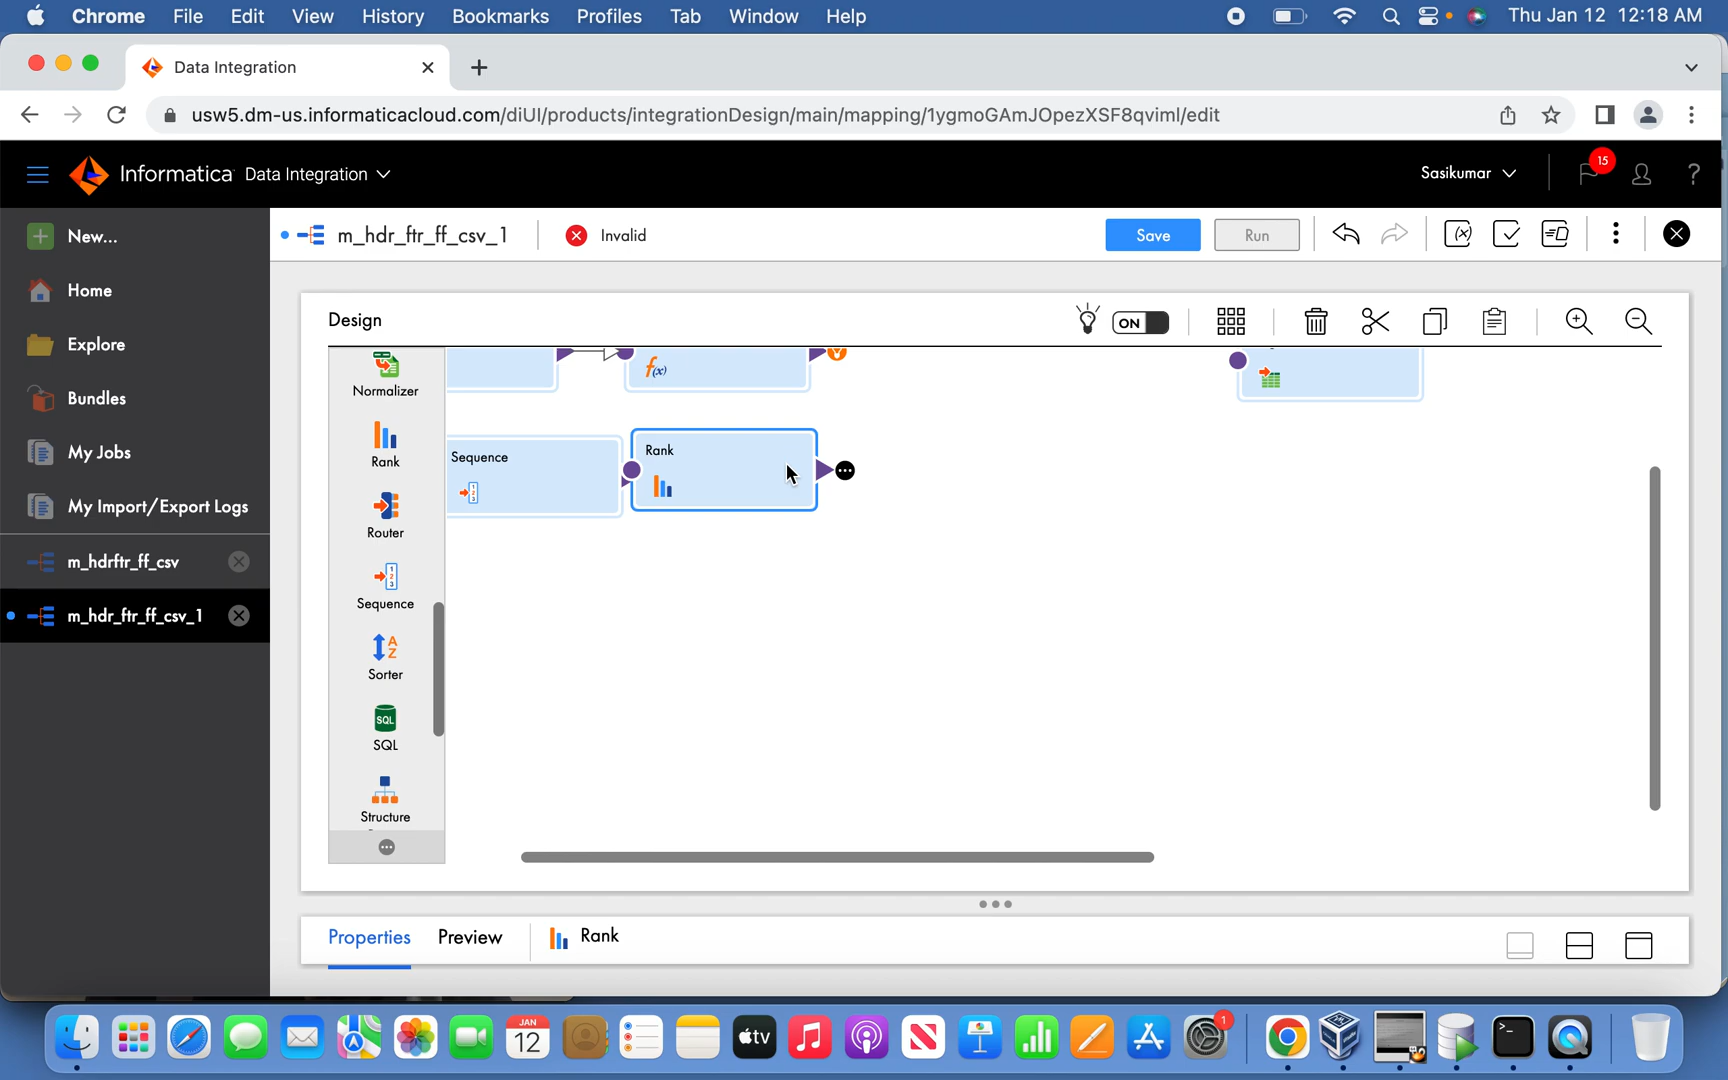 Chrome File Edit View History Bookmarks Profiles Tab Window Help Thu Jan 12 12:18 AM
Data Integration
usw5.dm-us.informaticacloud.com/diUI/products/integrationDesign/main/mapping/1ygmoGAmJOpezXSF8qviml/edit
Informatica Data Integration Sasikumar 15 ?
New... m_hdr_ftr_ff_csv_1 Invalid Save Run
Home
Explore
Bundles
My Jobs
My Import/Export Logs
m_hdrftr_ff_csv
m_hdr_ftr_ff_csv_1
Design ON
Normalizer
Rank
Router
Sequence
Sorter
SQL
SQL
Structure
f(x)
Sequence
Rank
Properties Preview Rank
JAN
12
tv
1